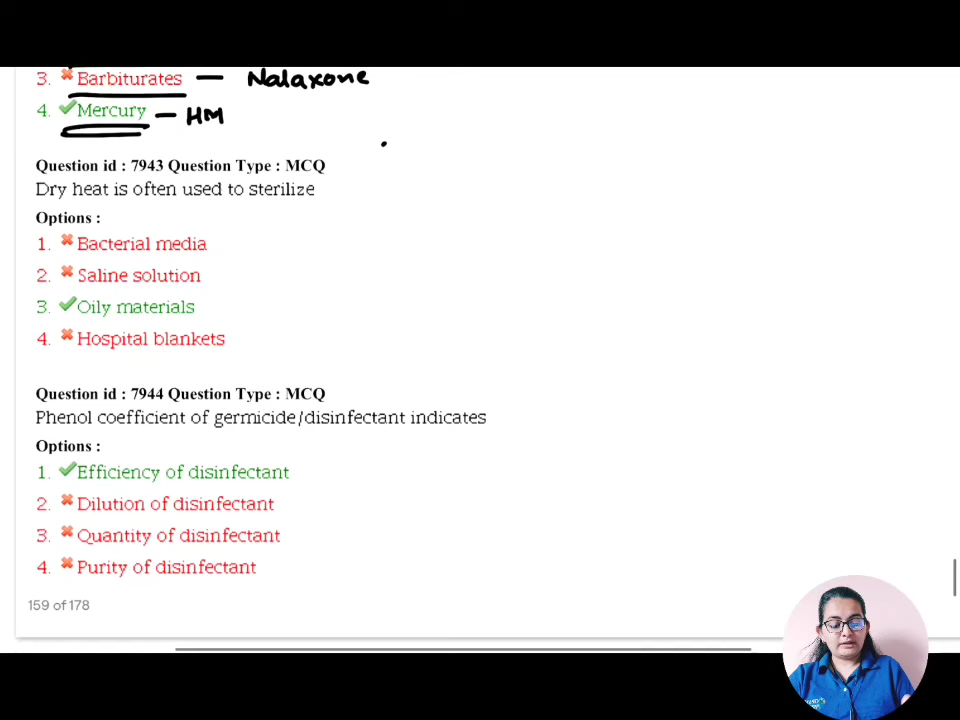 3. Barbiturates — Nalaxone
4. Mercury — HM
Question id : 7943 Question Type : MCQ
Dry heat is often used to sterilize
Options :
1. Bacterial media
2. Saline solution
3. Oily materials
4. Hospital blankets
Question id : 7944 Question Type : MCQ
Phenol coefficient of germicide/disinfectant indicates
Options :
1. Efficiency of disinfectant
2. Dilution of disinfectant
3. Quantity of disinfectant
4. Purity of disinfectant
159 of 178